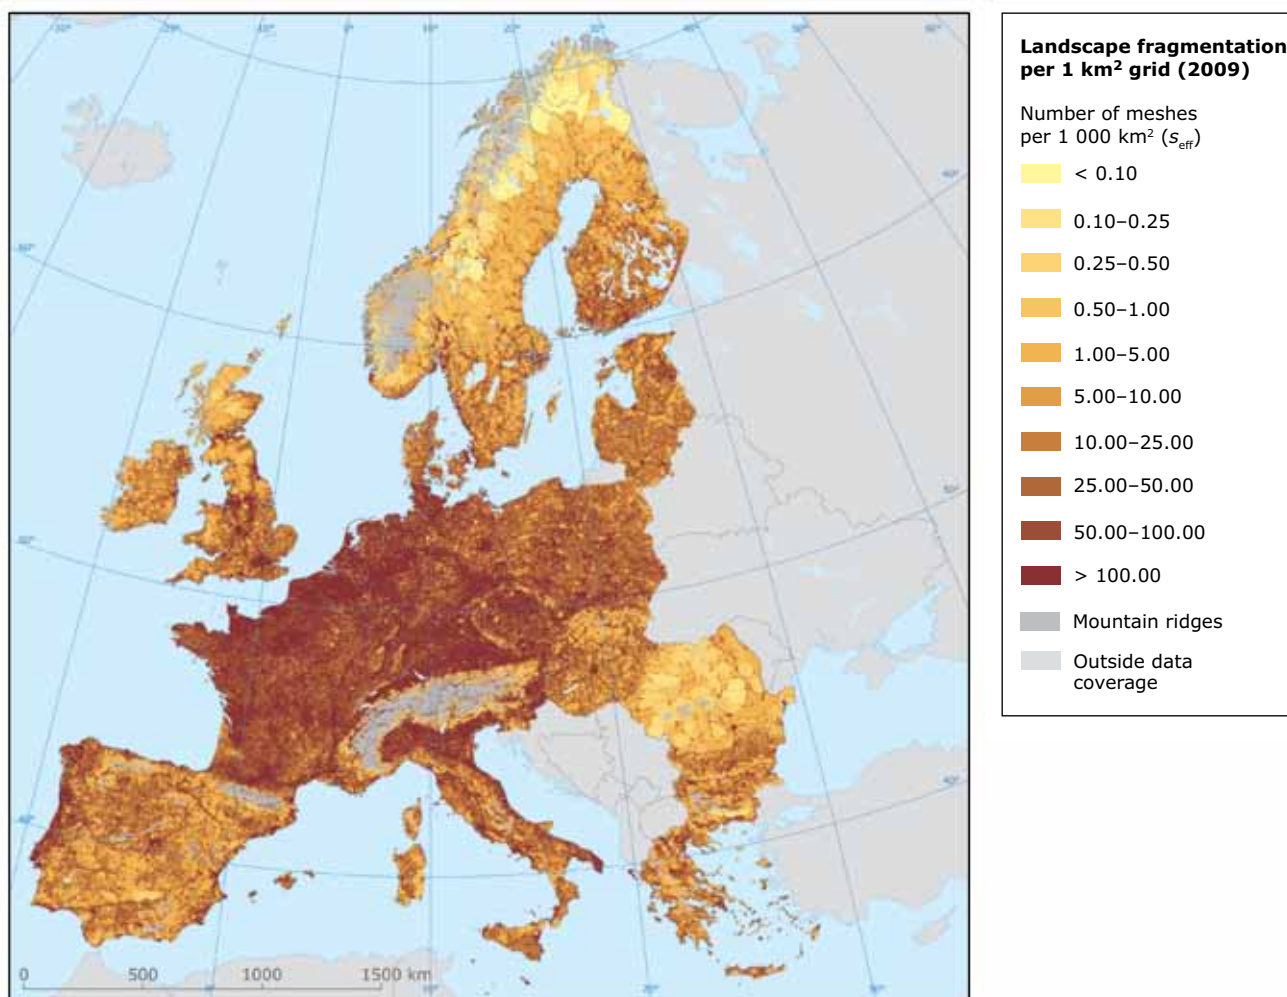 Landscape fragmentation
per 1 km² grid (2009)
Number of meshes
per 1 000 km² (seff)
< 0.10
0.10–0.25
0.25–0.50
0.50–1.00
1.00–5.00
5.00–10.00
10.00–25.00
25.00–50.00
50.00–100.00
> 100.00
Mountain ridges
Outside data
coverage
0 500 1000 1500 km